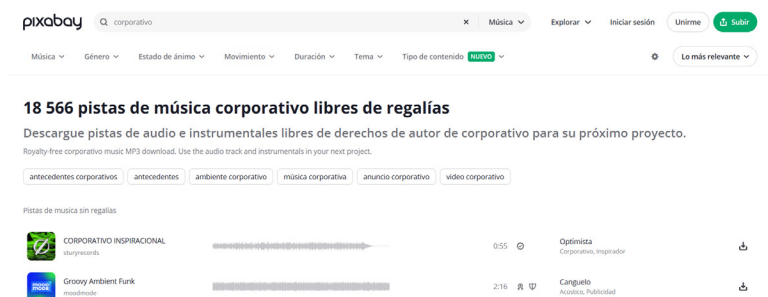 pixabay
corporativo × Música Explorar Iniciar sesión Unirme Subir
Música Género Estado de ánimo Movimiento Duración Tema Tipo de contenido NUEVO Lo más relevante
18 566 pistas de música corporativo libres de regalías
Descargue pistas de audio e instrumentales libres de derechos de autor de corporativo para su próximo proyecto.
Royalty-free corporativo music MP3 download. Use the audio track and instrumentals in your next project.
antecedentes corporativos antecedentes ambiente corporativo música corporativa anuncio corporativo video corporativo
Pistas de musica sin regalías
CORPORATIVO INSPIRACIONAL 0:55 Optimista
sturyrecords Corporativo, Inspirador
Groovy Ambient Funk 2:16 Canguelo
moodmode Acústico, Publicidad